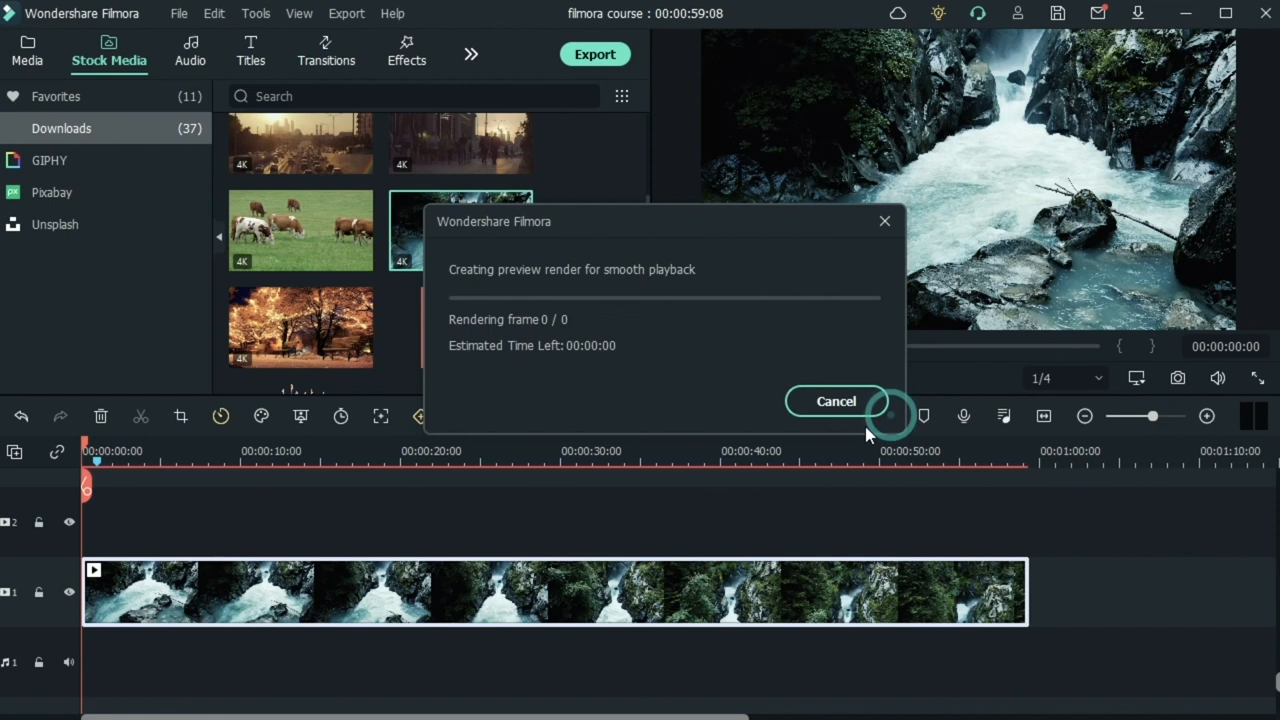 Wondershare Filmora File Edit Tools View Export Help filmora course : 00:00:59:08
Media Stock Media Audio Titles Transitions Effects Export
Favorites (11)
Search
Downloads (37)
GIPHY
Pixabay
Unsplash
4K 4K
4K 4K
4K
Wondershare Filmora
Creating preview render for smooth playback
Rendering frame 0 / 0
Estimated Time Left: 00:00:00
Cancel
{ } 00:00:00:00
1/4
00:00:00:00 00:00:10:00 00:00:20:00 00:00:30:00 00:00:40:00 00:00:50:00 00:01:00:00 00:01:10:00
2
1
1